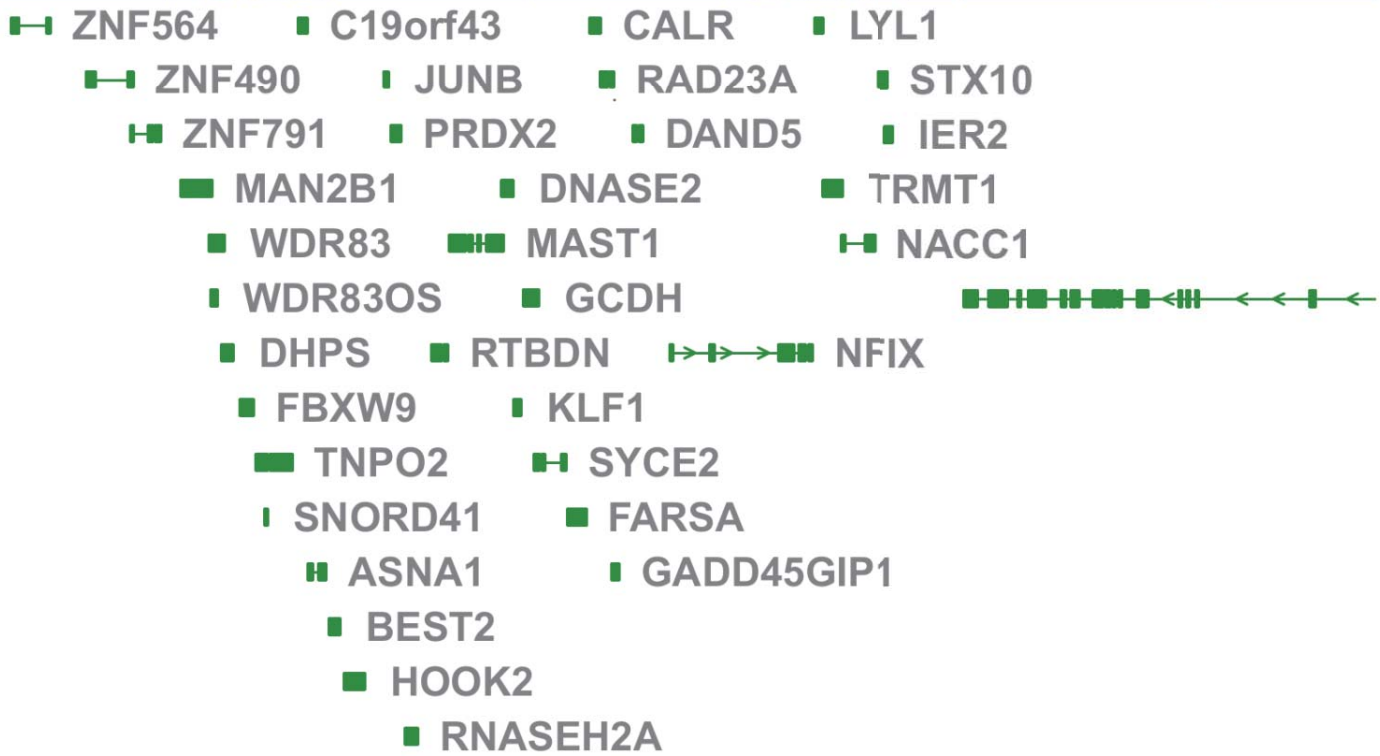 ZNF564 C19orf43 CALR LYL1
ZNF490 JUNB RAD23A STX10
ZNF791 PRDX2 DAND5 IER2
MAN2B1 DNASE2 TRMT1
WDR83 MAST1 NACC1
WDR83OS GCDH
DHPS RTBDN NFIX
FBXW9 KLF1
TNPO2 SYCE2
SNORD41 FARSA
ASNA1 GADD45GIP1
BEST2
HOOK2
RNASEH2A